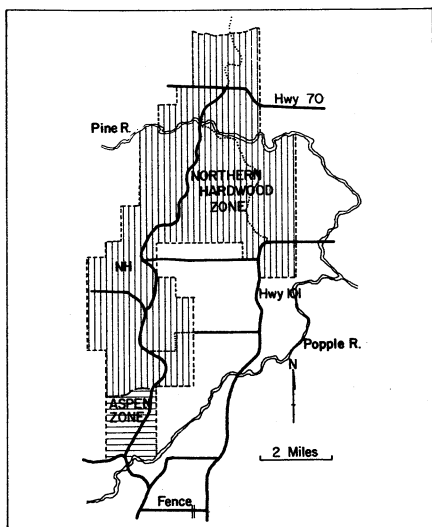 Hwy 70
Pine R.
NORTHERN
HARDWOOD
ZONE
NH
Hwy 101
Popple R.
N
ASPEN
ZONE
2 Miles
Fence